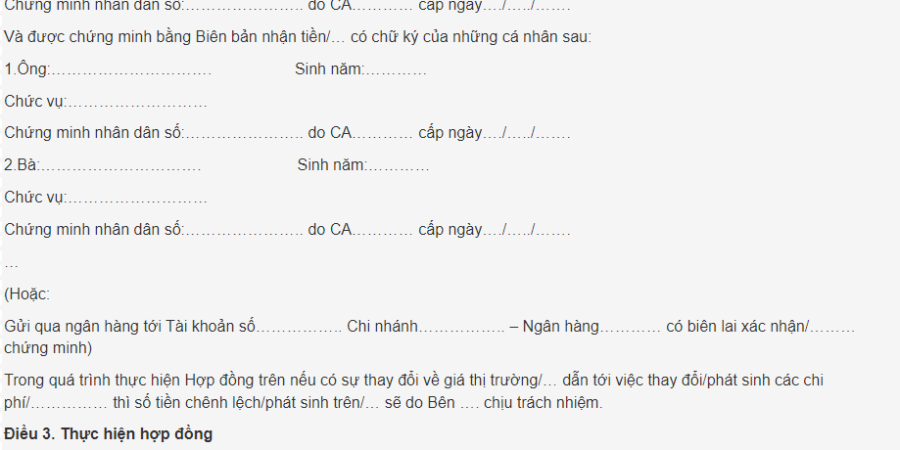 Chứng minh nhân dân số:………………….. do CA………… cấp ngày…./…../…….
Và được chứng minh bằng Biên bản nhận tiền/… có chữ ký của những cá nhân sau:
1.Ông:…………………………. Sinh năm:…………
Chức vụ:………………………
Chứng minh nhân dân số:………………….. do CA………… cấp ngày…./…../…….
2.Bà:…………………………. Sinh năm:…………
Chức vụ:………………………
Chứng minh nhân dân số:………………….. do CA………… cấp ngày…./…../…….
…
(Hoặc:
Gửi qua ngân hàng tới Tài khoản số…………….. Chi nhánh…………….. – Ngân hàng………… có biên lai xác nhận/………
chứng minh)
Trong quá trình thực hiện Hợp đồng trên nếu có sự thay đổi về giá thị trường/… dẫn tới việc thay đổi/phát sinh các chi
phí/…………… thì số tiền chênh lệch/phát sinh trên/… sẽ do Bên …. chịu trách nhiệm.
Điều 3. Thực hiện hợp đồng